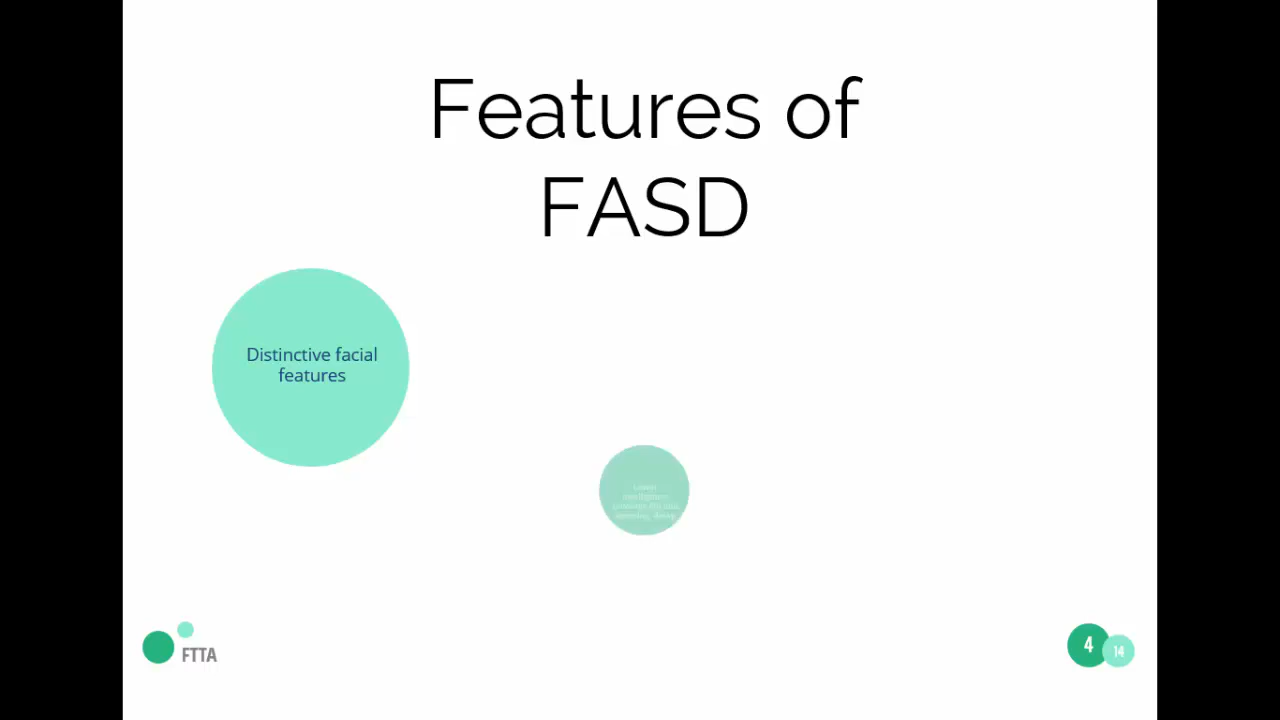 Features of
FASD
Distinctive facial
features
FTTA
4
14